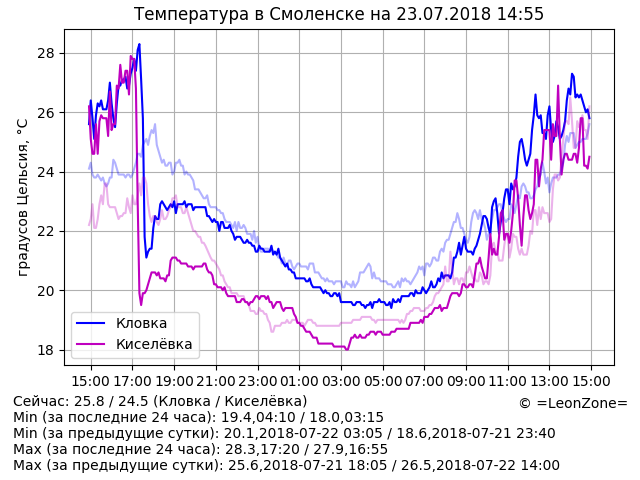 Температура в Смоленске на 23.07.2018 14:55
градусов Цельсия, °C
28
26
24
22
20
18
Кловка
Киселёвка
15:00 17:00 19:00 21:00 23:00 01:00 03:00 05:00 07:00 09:00 11:00 13:00 15:00
Сейчас: 25.8 / 24.5 (Кловка / Киселёвка)
© =LeonZone=
Min (за последние 24 часа): 19.4,04:10 / 18.0,03:15
Min (за предыдущие сутки): 20.1,2018-07-22 03:05 / 18.6,2018-07-21 23:40
Max (за последние 24 часа): 28.3,17:20 / 27.9,16:55
Max (за предыдущие сутки): 25.6,2018-07-21 18:05 / 26.5,2018-07-22 14:00